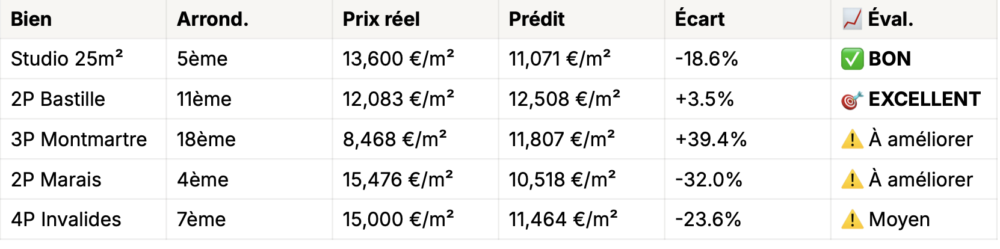 Bien Arrond. Prix réel Prédit Écart 📈 Éval.
Studio 25m² 5ème 13,600 €/m² 11,071 €/m² -18.6% ✅ BON
2P Bastille 11ème 12,083 €/m² 12,508 €/m² +3.5% 🎯 EXCELLENT
3P Montmartre 18ème 8,468 €/m² 11,807 €/m² +39.4% ⚠️ À améliorer
2P Marais 4ème 15,476 €/m² 10,518 €/m² -32.0% ⚠️ À améliorer
4P Invalides 7ème 15,000 €/m² 11,464 €/m² -23.6% ⚠️ Moyen